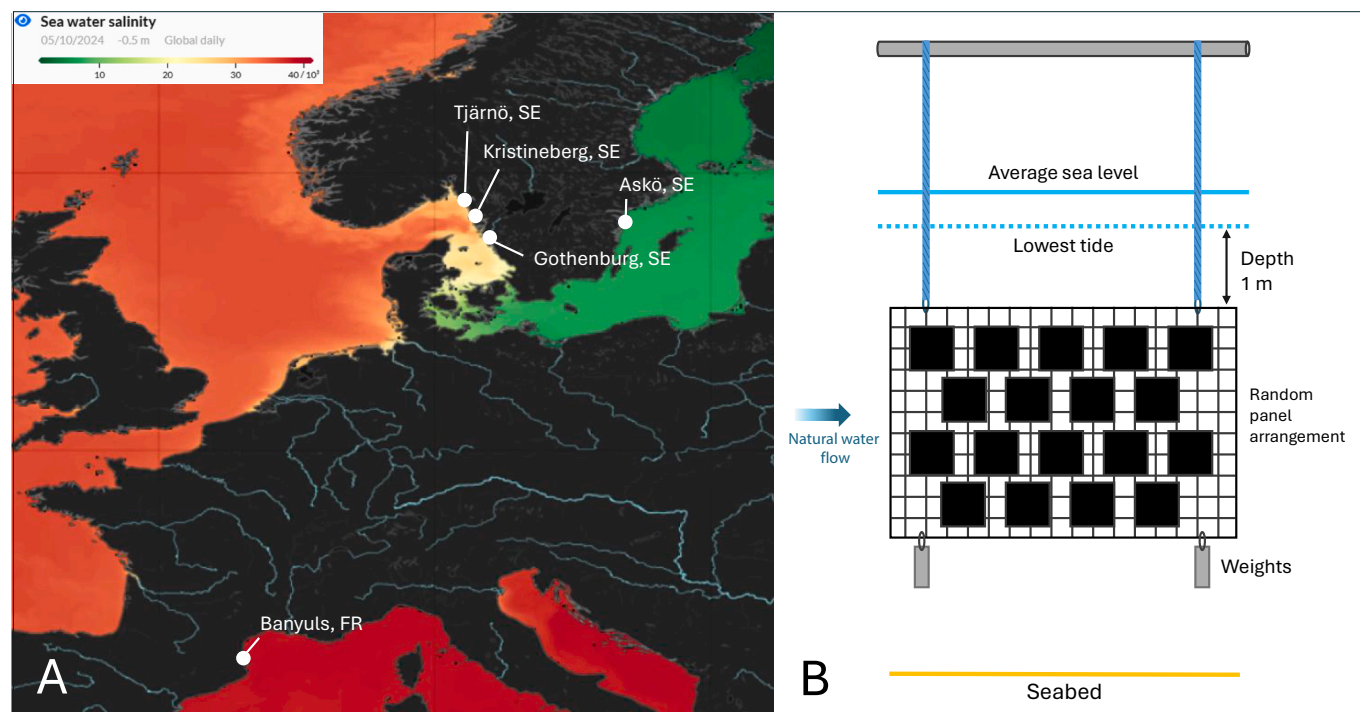 Sea water salinity
05/10/2024 -0.5 m Global daily
10 20 30 40 / 10³
Tjärnö, SE
Kristineberg, SE
Askö, SE
Gothenburg, SE
Banyuls, FR
A
Average sea level
Lowest tide
Depth
1 m
Natural water
flow
Random
panel
arrangement
Weights
Seabed
B